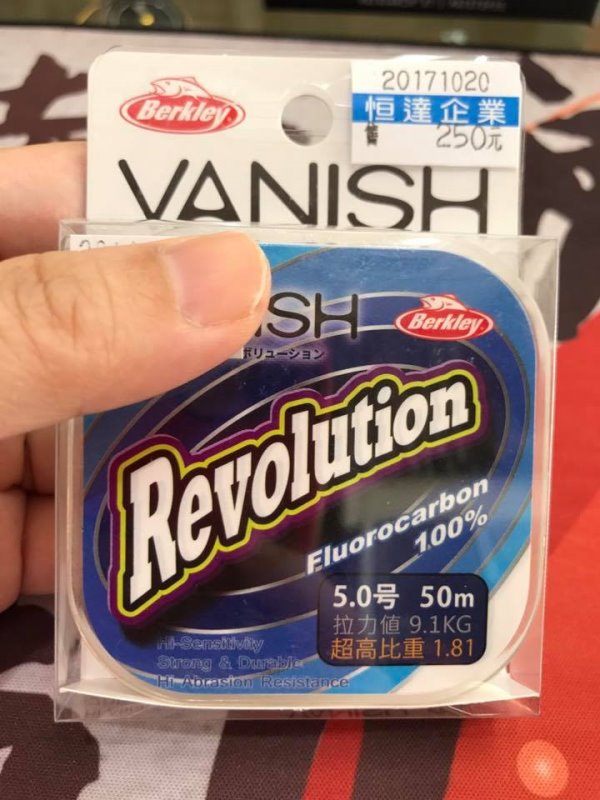 Berkley
20171020
恒達企業
250元
VANISH
ISH
Berkley
ボリューション
Revolution
Fluorocarbon
100%
5.0号 50m
拉力値 9.1KG
超高比重 1.81
Hi-Sensitivity
Strong & Durable
Hi-Abrasion Resistance